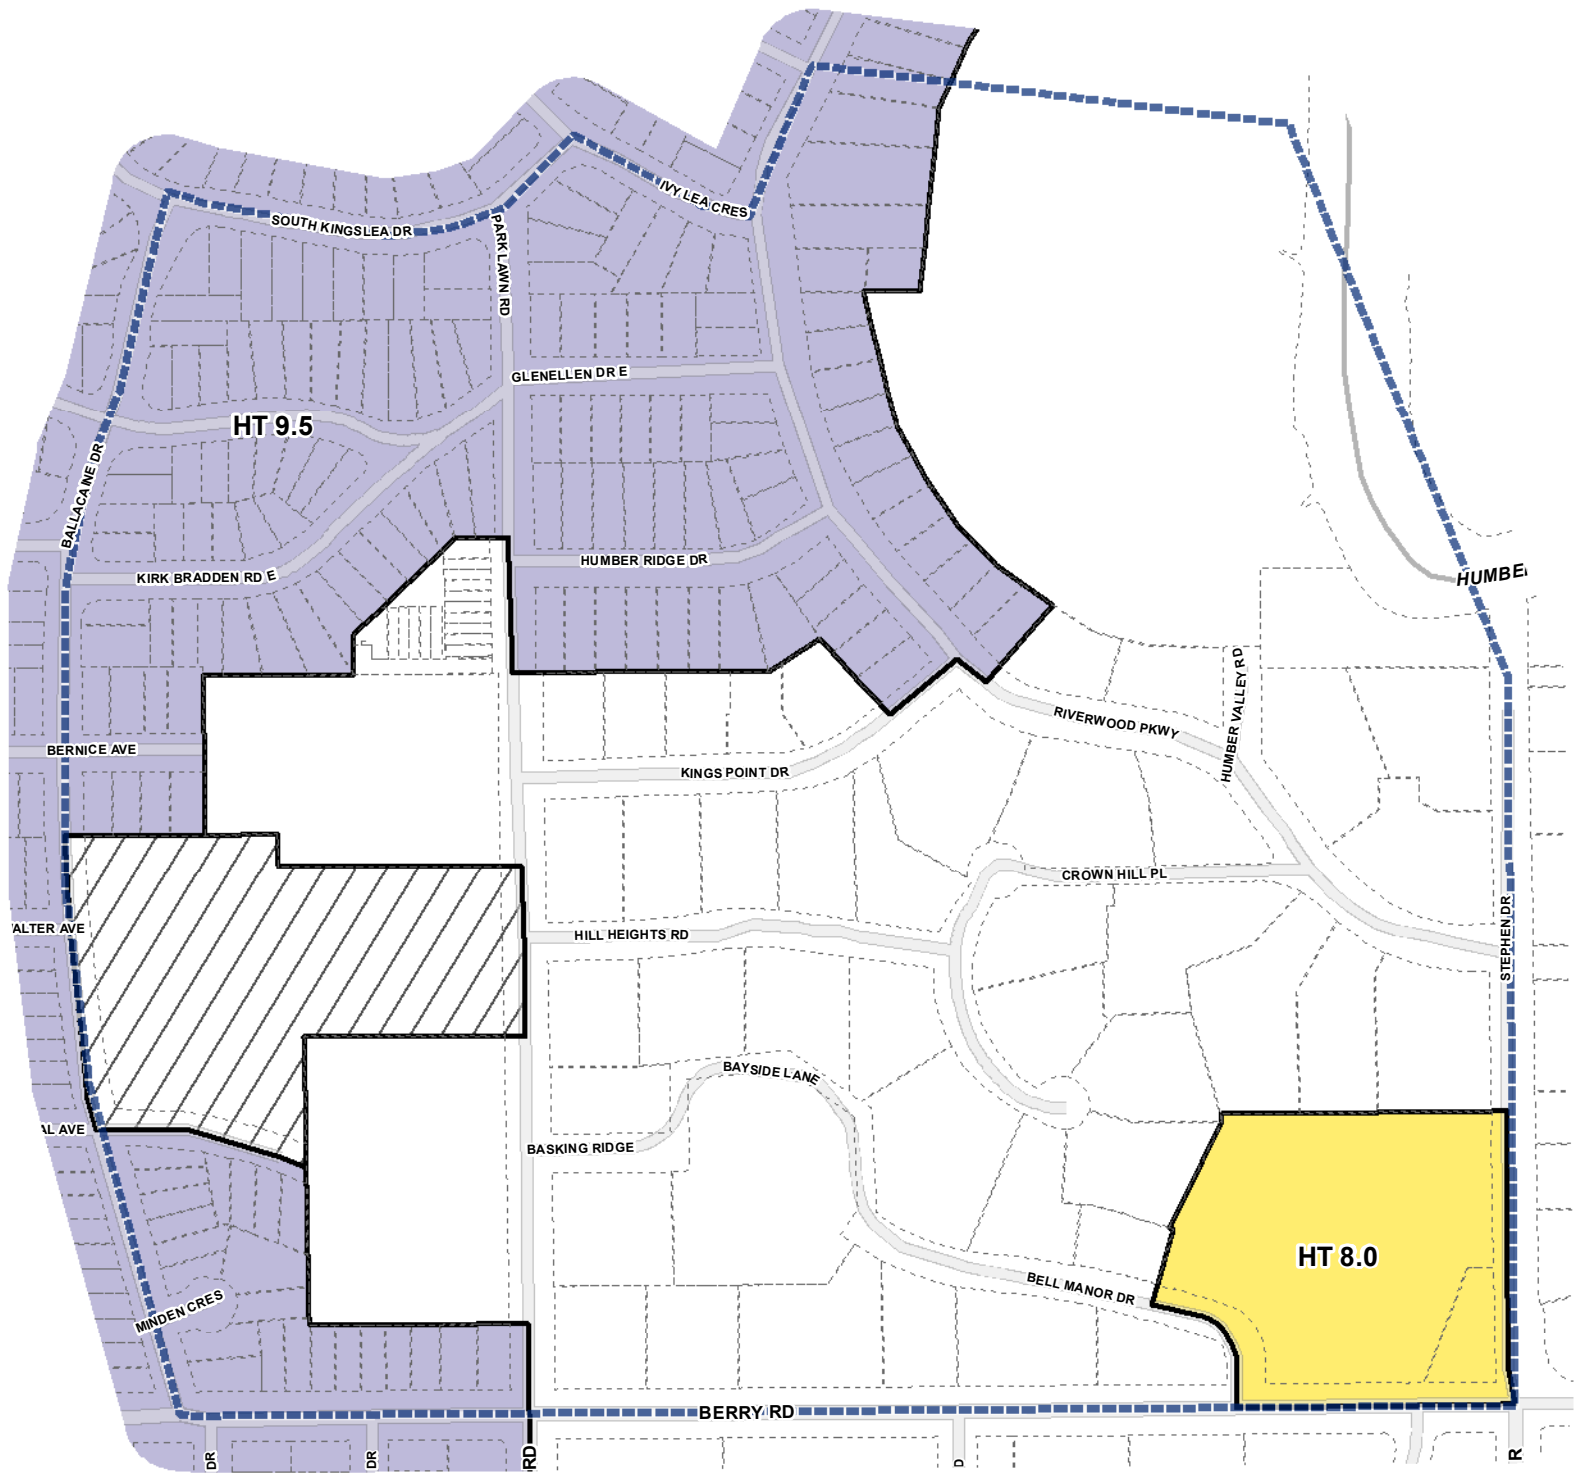 IVY LEA CRES
SOUTH KINGSLEA DR
PARK LAWN RD
GLENELLEN DR E
HT 9.5
BALLACAINE DR
HUMBER RIDGE DR
KIRK BRADDEN RD E
HUMBE
HUMBER VALLEY RD
RIVERWOOD PKWY
BERNICE AVE
KINGS POINT DR
CROWN HILL PL
ALTER AVE
HILL HEIGHTS RD
STEPHEN DR
BAYSIDE LANE
AL AVE
BASKING RIDGE
HT 8.0
BELL MANOR DR
MINDEN CRES
BERRY RD
DR
DR
RD
D
R